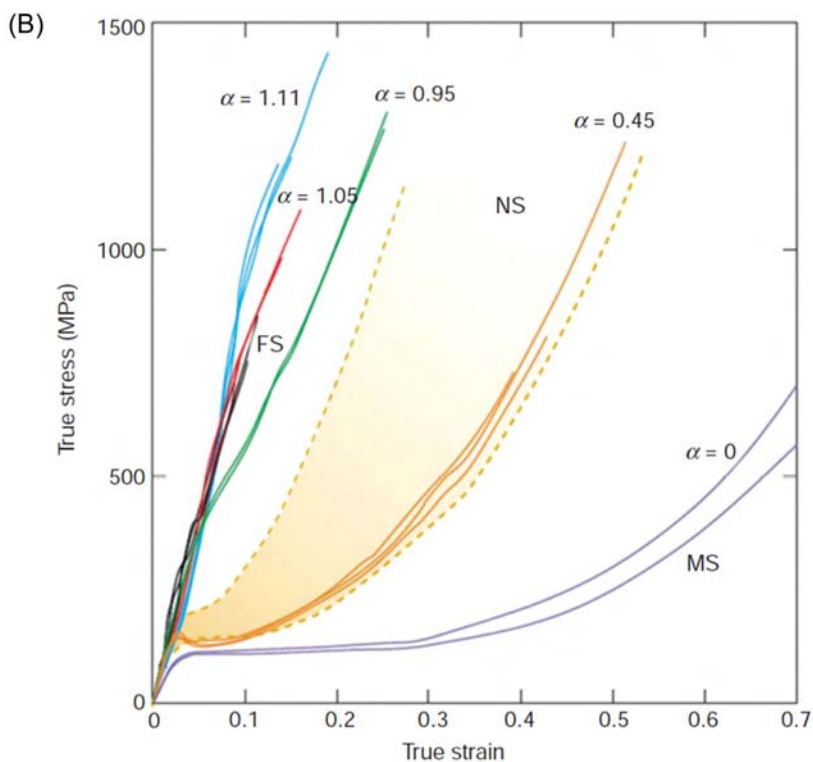 (B)
1500
α = 1.11
α = 0.95
α = 0.45
α = 1.05
NS
1000
FS
True stress (MPa)
500
α = 0
MS
0
0 0.1 0.2 0.3 0.4 0.5 0.6 0.7
True strain